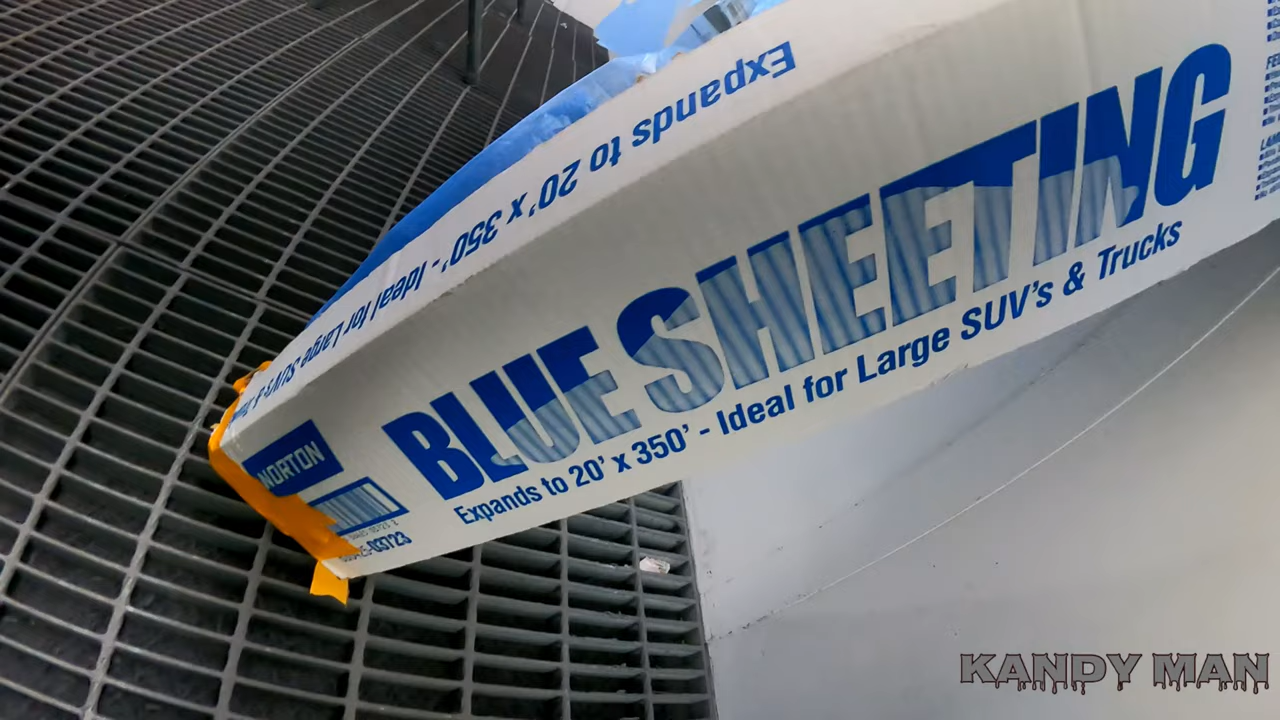 Expands to 20' x 350' - Ideal for Large SUV's &
BLUE SHEETING
Expands to 20' x 350' - Ideal for Large SUV's & Trucks
NORTON
03723
KANDY MAN